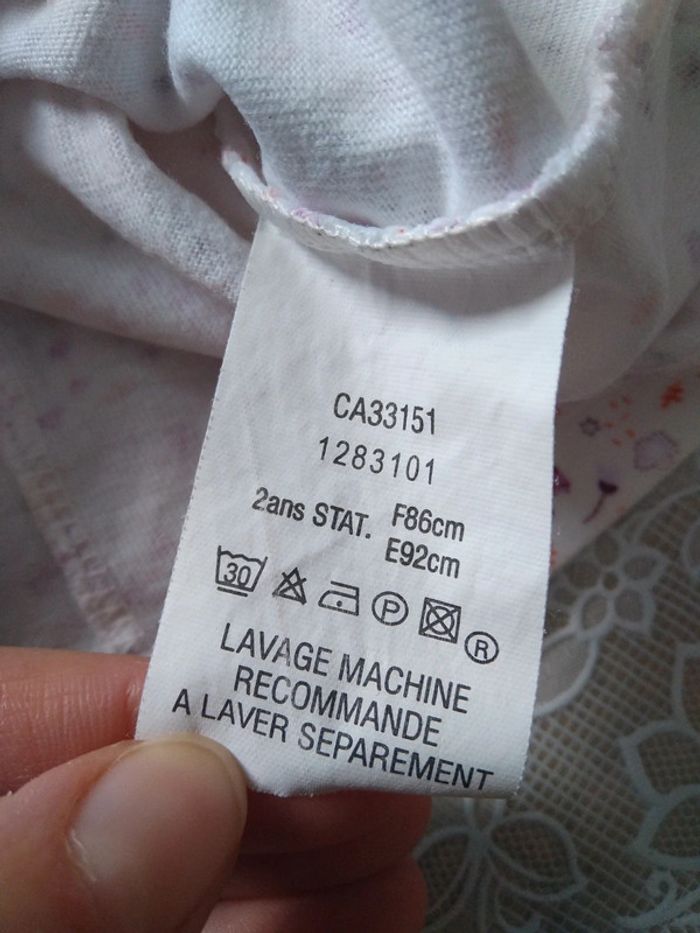 CA33151
1283101
2ans STAT. F86cm
E92cm
30 P R
LAVAGE MACHINE
RECOMMANDE
A LAVER SEPAREMENT